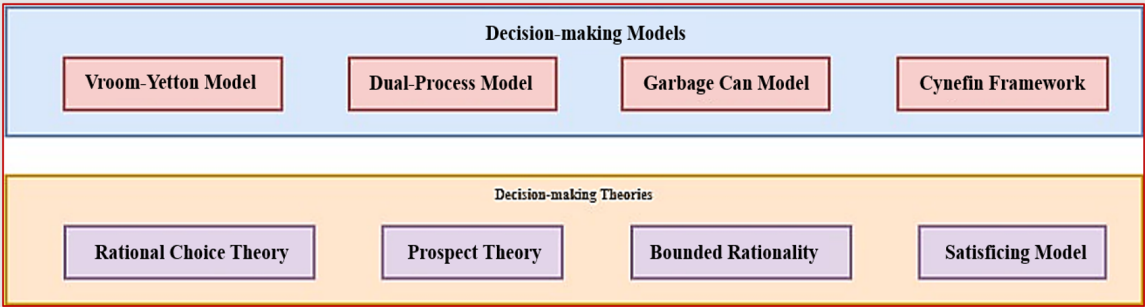 Decision-making Models
Vroom-Yetton Model
Dual-Process Model
Garbage Can Model
Cynefin Framework
Decision-making Theories
Rational Choice Theory
Prospect Theory
Bounded Rationality
Satisficing Model